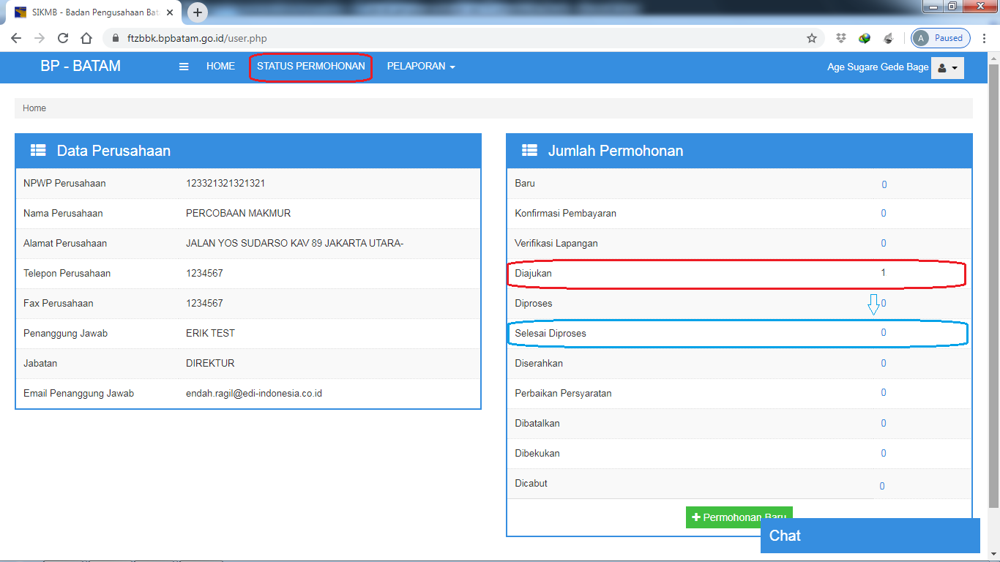 SIKMB - Badan Pengusahaan Bat
ftzbbk.bpbatam.go.id/user.php
A Paused
BP - BATAM
HOME
STATUS PERMOHONAN
PELAPORAN
Age Sugare Gede Bage
Home
Data Perusahaan
NPWP Perusahaan 123321321321321
Nama Perusahaan PERCOBAAN MAKMUR
Alamat Perusahaan JALAN YOS SUDARSO KAV 89 JAKARTA UTARA-
Telepon Perusahaan 1234567
Fax Perusahaan 1234567
Penanggung Jawab ERIK TEST
Jabatan DIREKTUR
Email Penanggung Jawab endah.ragil@edi-indonesia.co.id
Jumlah Permohonan
Baru 0
Konfirmasi Pembayaran 0
Verifikasi Lapangan 0
Diajukan 1
Diproses 0
Selesai Diproses 0
Diserahkan 0
Perbaikan Persyaratan 0
Dibatalkan 0
Dibekukan 0
Dicabut 0
Permohonan Baru
Chat